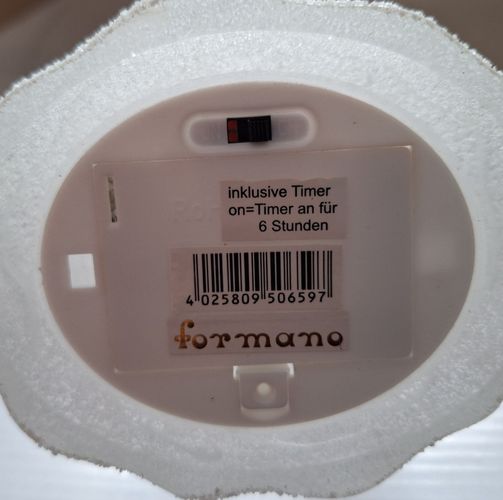 inklusive Timer
on=Timer an für
6 Stunden
4 025809 506597
formano